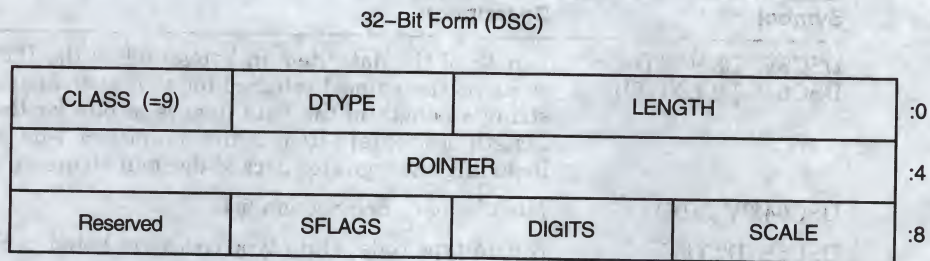 32-Bit Form (DSC)
CLASS (=9) DTYPE LENGTH :0
POINTER :4
Reserved SFLAGS DIGITS SCALE :8